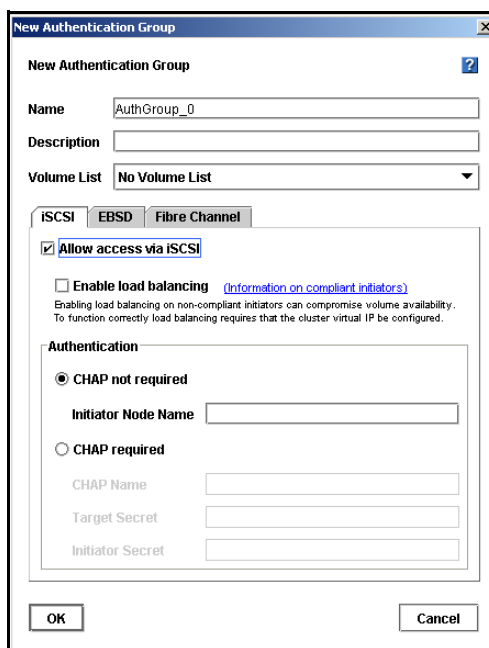 New Authentication Group
New Authentication Group
Name AuthGroup_0
Description
Volume List No Volume List
iSCSI EBSD Fibre Channel
Allow access via iSCSI
Enable load balancing (Information on compliant initiators)
Enabling load balancing on non-compliant initiators can compromise volume availability.
To function correctly load balancing requires that the cluster virtual IP be configured.
Authentication
CHAP not required
Initiator Node Name
CHAP required
CHAP Name
Target Secret
Initiator Secret
OK Cancel